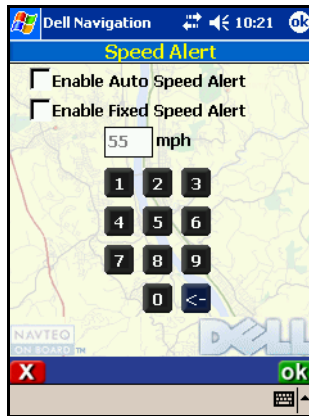 Dell Navigation 10:21 ok
Speed Alert
Enable Auto Speed Alert
Enable Fixed Speed Alert
55 mph
1 2 3
4 5 6
7 8 9
0 <-
NAVTEQ
ON BOARD TM
DELL
X ok